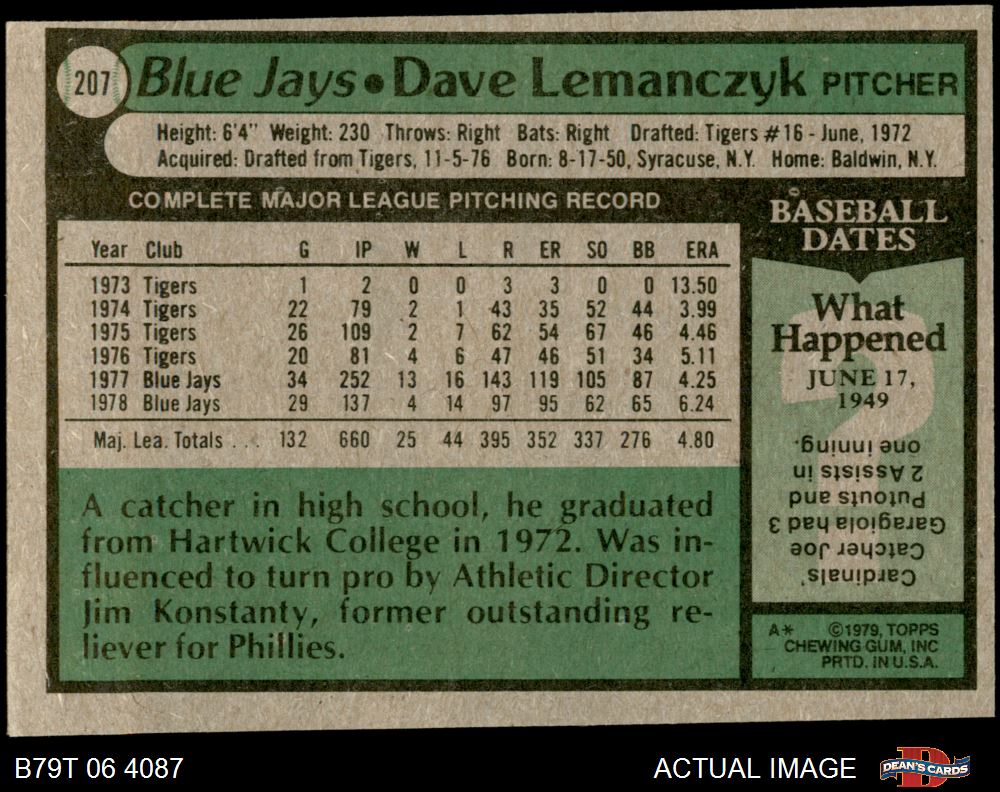 207 Blue Jays • Dave Lemanczyk PITCHER
Height: 6'4" Weight: 230 Throws: Right Bats: Right Drafted: Tigers #16 - June, 1972
Acquired: Drafted from Tigers, 11-5-76 Born: 8-17-50, Syracuse, N.Y. Home: Baldwin, N.Y.
COMPLETE MAJOR LEAGUE PITCHING RECORD
Year Club G IP W L R ER SO BB ERA
1973 Tigers 1 2 0 0 3 3 0 0 13.50
1974 Tigers 22 79 2 1 43 35 52 44 3.99
1975 Tigers 26 109 2 7 62 54 67 46 4.46
1976 Tigers 20 81 4 6 47 46 51 34 5.11
1977 Blue Jays 34 252 13 16 143 119 105 87 4.25
1978 Blue Jays 29 137 4 14 97 95 62 65 6.24
Maj. Lea. Totals . . . 132 660 25 44 395 352 337 276 4.80
A catcher in high school, he graduated
from Hartwick College in 1972. Was in-
fluenced to turn pro by Athletic Director
Jim Konstanty, former outstanding re-
liever for Phillies.
BASEBALL
DATES
What
Happened
JUNE 17,
1949
Cardinals'
Catcher Joe
Garagiola had 3
Putouts and
2 Assists in
one inning.
A* ©1979, TOPPS
CHEWING GUM, INC
PRTD. IN U.S.A.
B79T 06 4087
ACTUAL IMAGE
D
DEAN'S CARDS